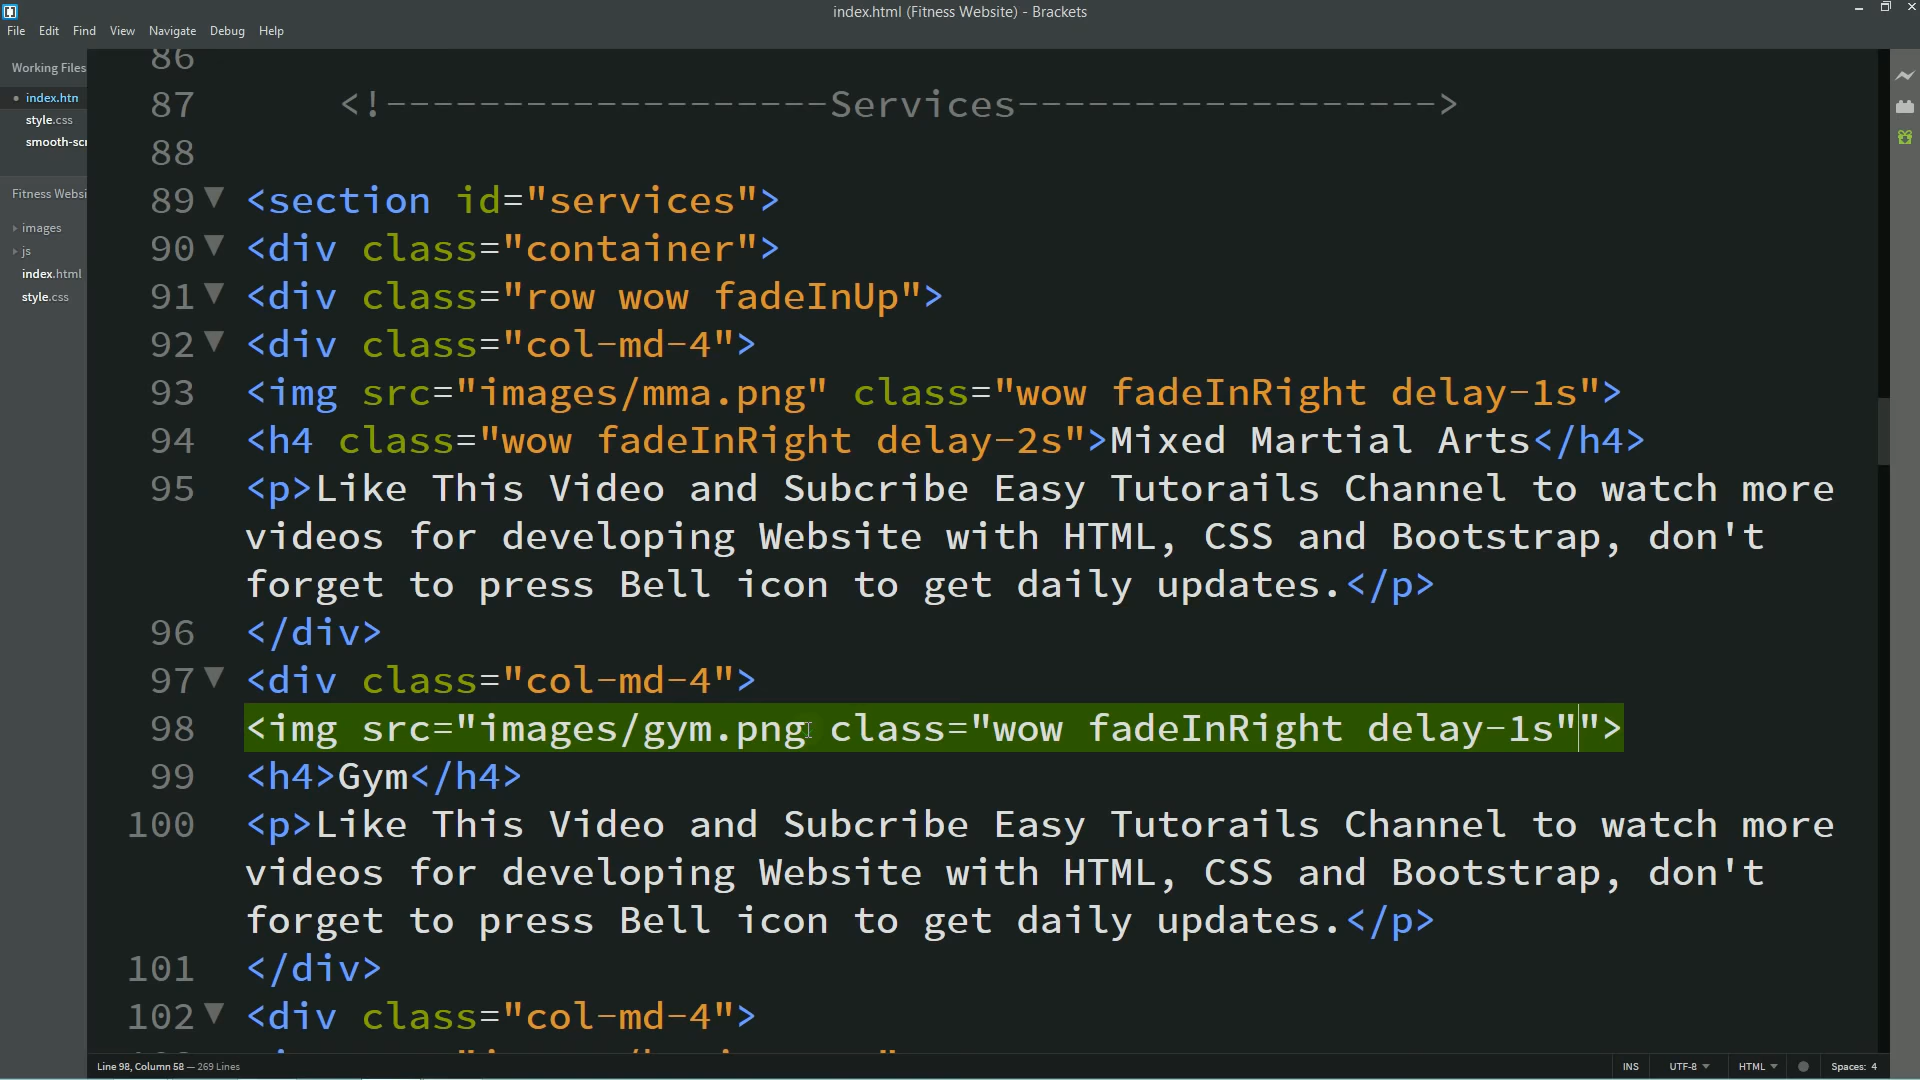 index.html (Fitness Website) - Brackets
File Edit Find View Navigate Debug Help
Working Files
index.htn
style.css
smooth-scr
Fitness Websi
images
js
index.html
style.css
86
87 <!-------------------Services------------------>
88
89 <section id="services">
90 <div class="container">
91 <div class="row wow fadeInUp">
92 <div class="col-md-4">
93 <img src="images/mma.png" class="wow fadeInRight delay-1s">
94 <h4 class="wow fadeInRight delay-2s">Mixed Martial Arts</h4>
95 <p>Like This Video and Subcribe Easy Tutorails Channel to watch more
videos for developing Website with HTML, CSS and Bootstrap, don't
forget to press Bell icon to get daily updates.</p>
96 </div>
97 <div class="col-md-4">
98 <img src="images/gym.png class="wow fadeInRight delay-1s"">
99 <h4>Gym</h4>
100 <p>Like This Video and Subcribe Easy Tutorails Channel to watch more
videos for developing Website with HTML, CSS and Bootstrap, don't
forget to press Bell icon to get daily updates.</p>
101 </div>
102 <div class="col-md-4">
Line 98, Column 58 — 269 Lines
INS UTF-8 HTML Spaces: 4